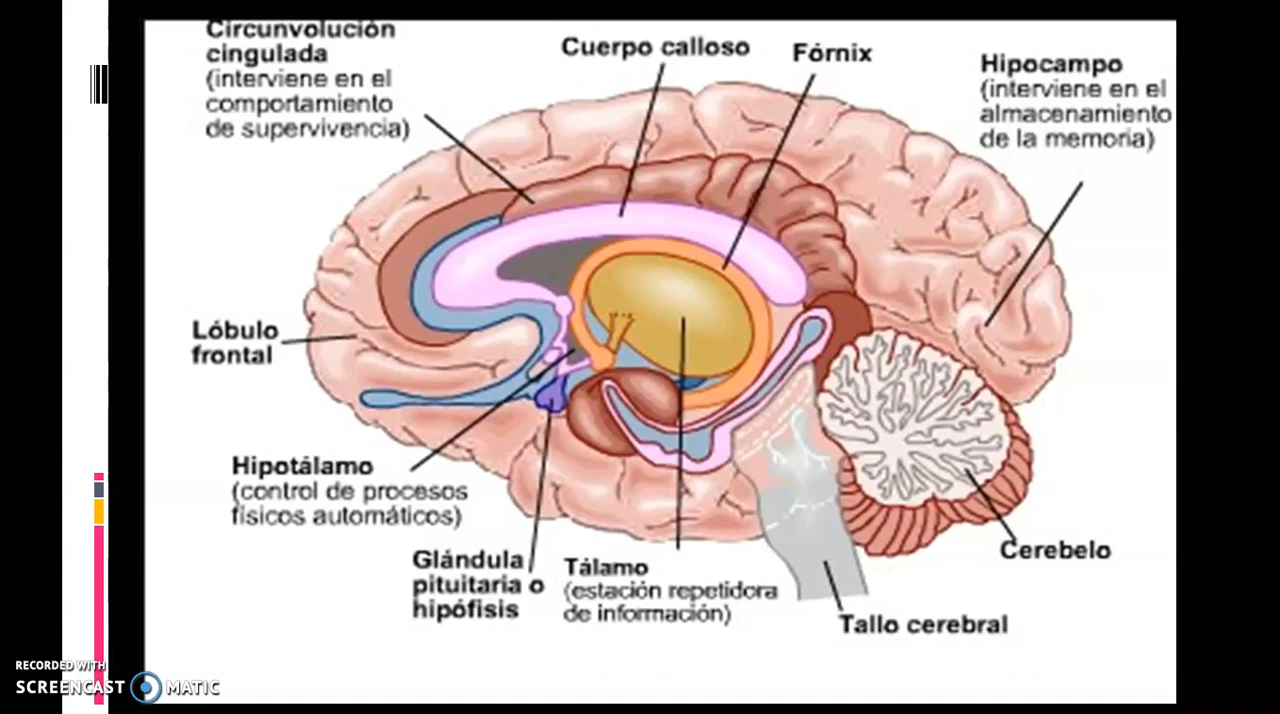 Circunvolución
cingulada
(interviene en el
comportamiento
de supervivencia)
Cuerpo calloso
Fórnix
Hipocampo
(interviene en el
almacenamiento
de la memoria)
Lóbulo
frontal
Hipotálamo
(control de procesos
físicos automáticos)
Glándula
pituitaria o
hipófisis
Tálamo
(estación repetidora
de información)
Cerebelo
Tallo cerebral
RECORDED WITH
SCREENCAST MATIC